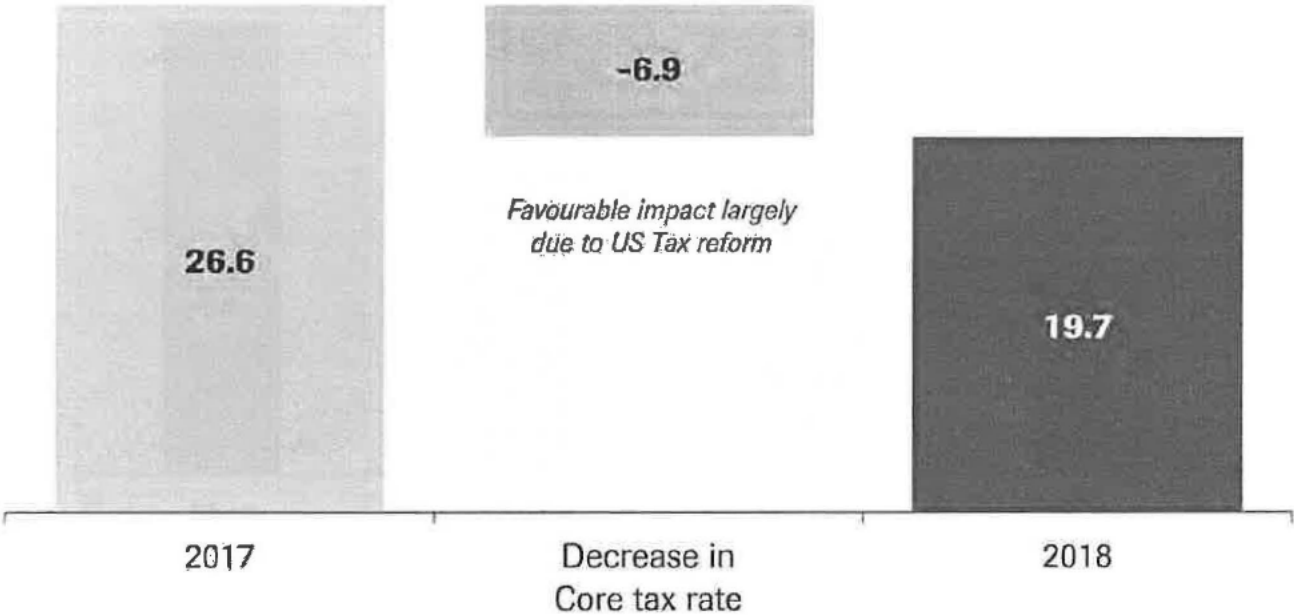 -6.9
Favourable impact largely
due to US Tax reform
26.6
19.7
2017
Decrease in
Core tax rate
2018